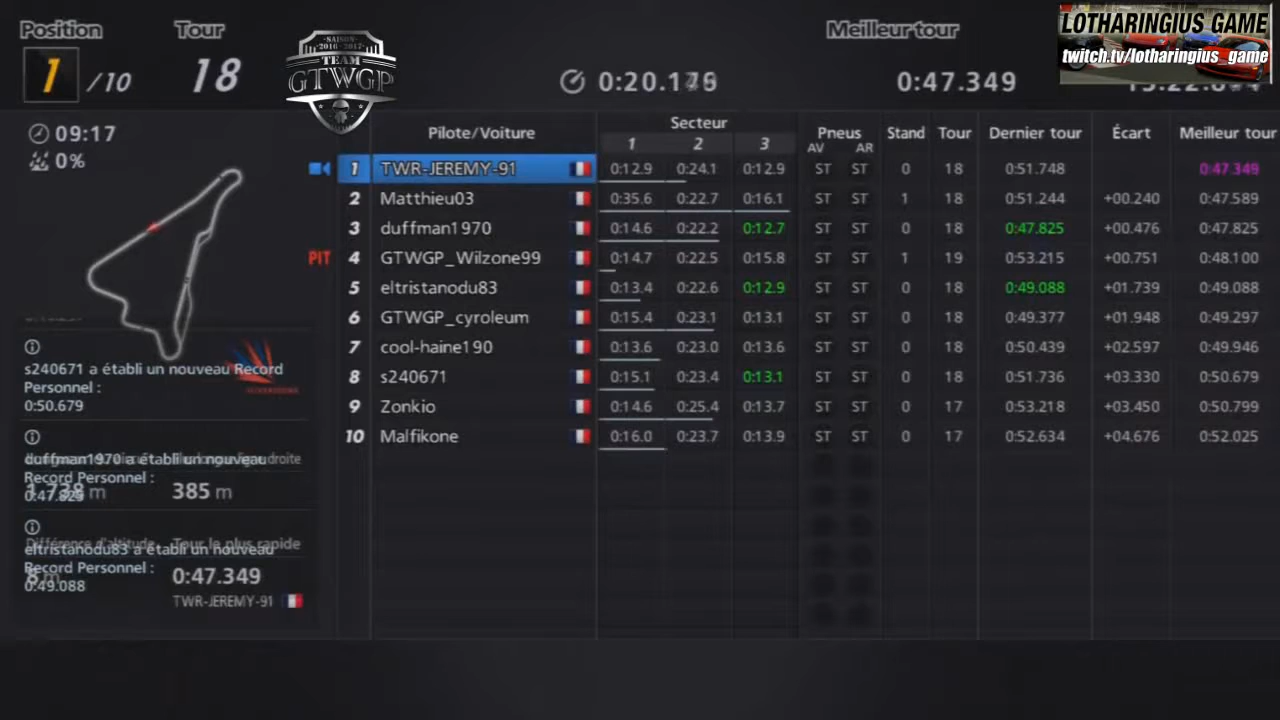 Position Tour Meilleur tour
1 /10 18 0:47.349
SAISON
2016-2017
TEAM
GTWGP
LOTHARINGIUS GAME
twitch.tv/lotharingius_game
09:17
0%
Pilote/Voiture Secteur Pneus Stand Tour Dernier tour Écart Meilleur tour
1 2 3 AV AR
1 TWR-JEREMY-91 0:12.9 0:24.1 0:12.9 ST ST 0 18 0:51.748 0:47.349
2 Matthieu03 0:35.6 0:22.7 0:16.1 ST ST 1 18 0:51.244 +00.240 0:47.589
3 duffman1970 0:14.6 0:22.2 0:12.7 ST ST 0 18 0:47.825 +00.476 0:47.825
PIT 4 GTWGP_Wilzone99 0:14.7 0:22.5 0:15.8 ST ST 1 19 0:53.215 +00.751 0:48.100
5 eltristanodu83 0:13.4 0:22.6 0:12.9 ST ST 0 18 0:49.088 +01.739 0:49.088
6 GTWGP_cyroleum 0:15.4 0:23.1 0:13.1 ST ST 0 18 0:49.377 +01.948 0:49.297
7 cool-haine190 0:13.6 0:23.0 0:13.6 ST ST 0 18 0:50.439 +02.597 0:49.946
8 s240671 0:15.1 0:23.4 0:13.1 ST ST 0 18 0:51.736 +03.330 0:50.679
9 Zonkio 0:14.6 0:25.4 0:13.7 ST ST 0 17 0:53.218 +03.450 0:50.799
10 Malfikone 0:16.0 0:23.7 0:13.9 ST ST 0 17 0:52.634 +04.676 0:52.025
s240671 a établi un nouveau Record
Personnel :
0:50.679
duffman1970 a établi un nouveau
Record Personnel :
385 m
Différence d'altitude Tour le plus rapide
eltristanodu83 a établi un nouveau
Record Personnel :
0:49.088
0:47.349
TWR-JEREMY-91